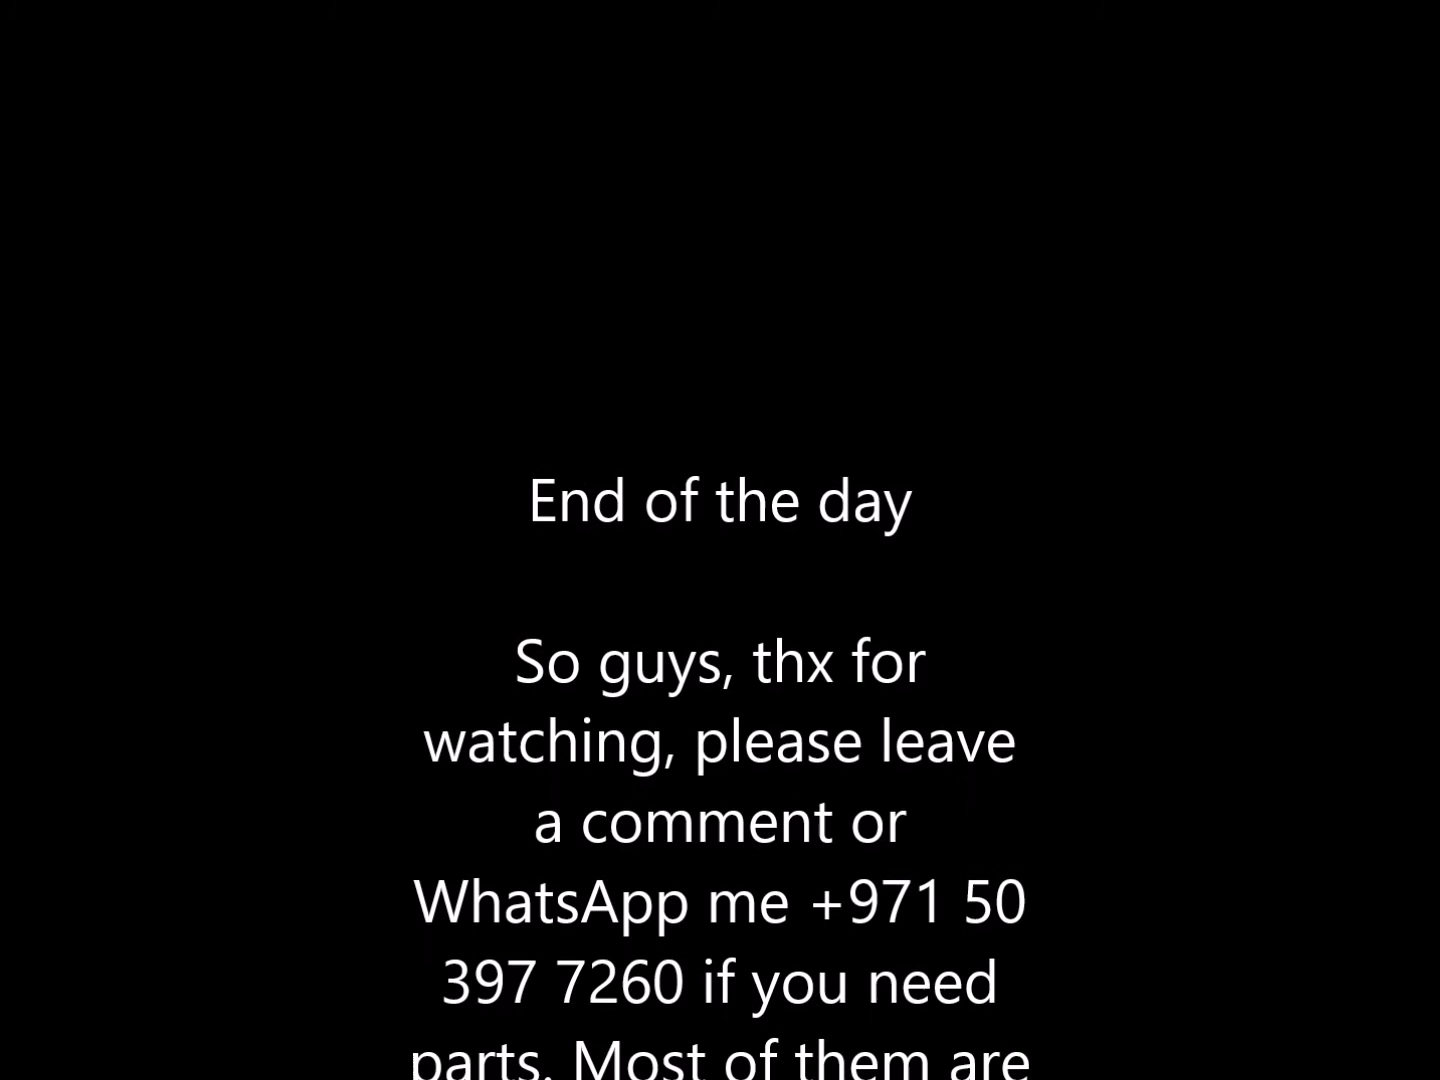 End of the day
So guys, thx for
watching, please leave
a comment or
WhatsApp me +971 50
397 7260 if you need
parts. Most of them are